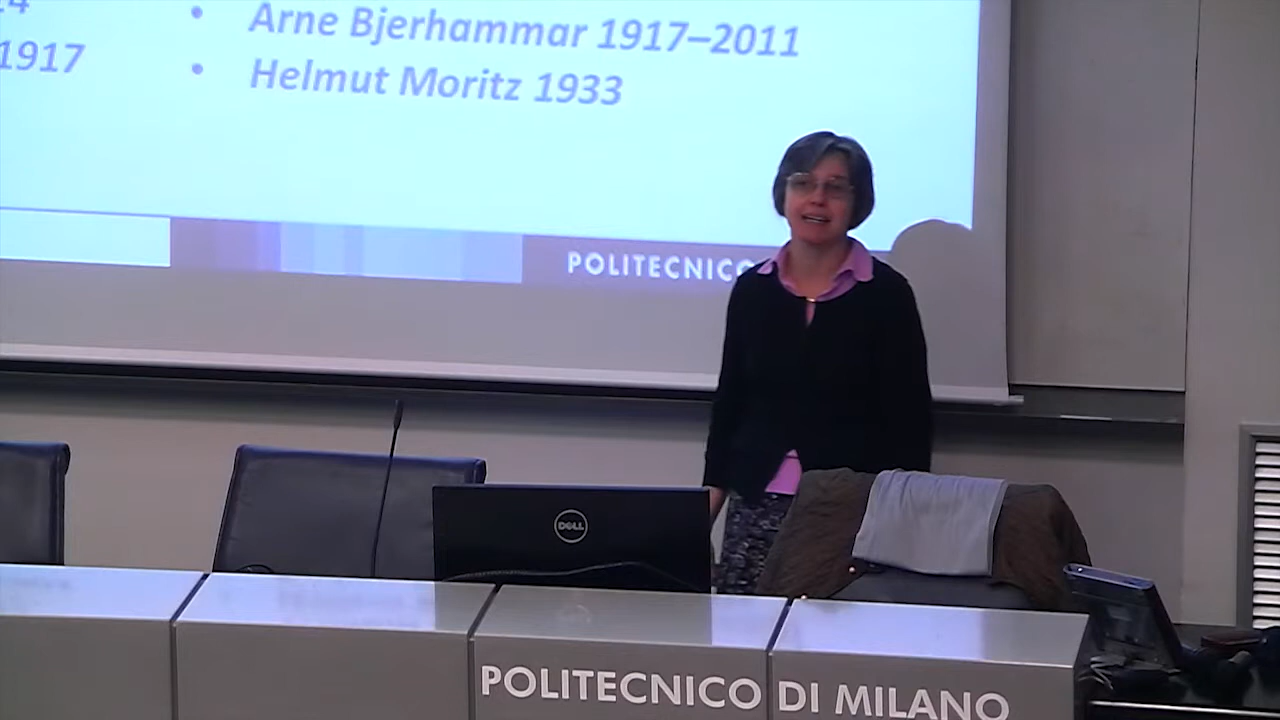 1917
• Arne Bjerhammar 1917–2011
• Helmut Moritz 1933
POLITECNICO
DELL
POLITECNICO DI MILANO